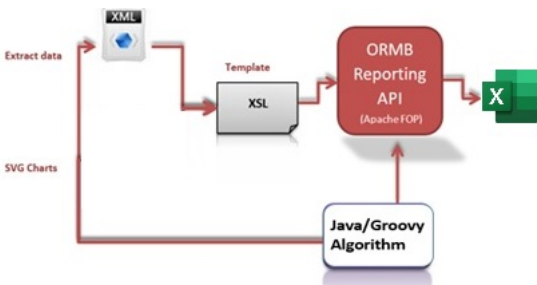 XML
Extract data
Template
XSL
ORMB
Reporting
API
(Apache FOP)
X
SVG Charts
Java/Groovy
Algorithm